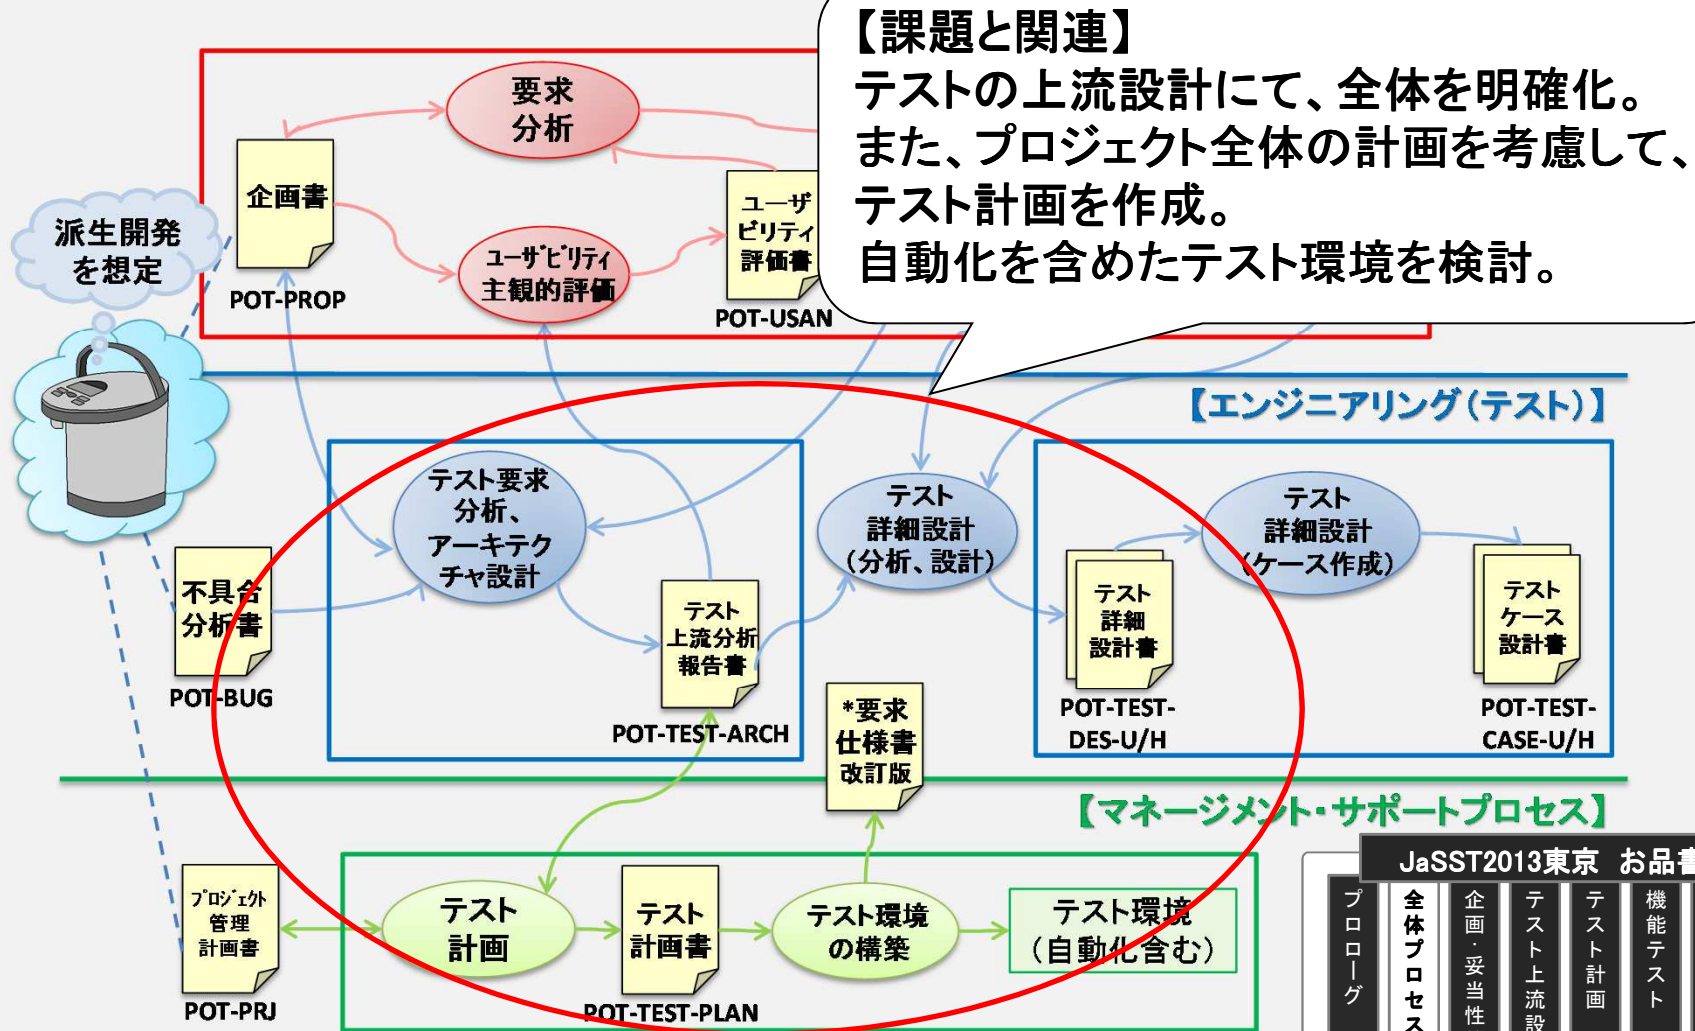 【課題と関連】
テストの上流設計にて、全体を明確化。
また、プロジェクト全体の計画を考慮して、
テスト計画を作成。
自動化を含めたテスト環境を検討。
要求
分析
企画書
POT-PROP
ユーザビリティ
主観的評価
ユーザ
ビリティ
評価書
POT-USAN
派生開発
を想定
【エンジニアリング(テスト)】
テスト要求
分析、
アーキテク
チャ設計
不具合
分析書
POT-BUG
テスト
上流分析
報告書
POT-TEST-ARCH
テスト
詳細設計
(分析、設計)
テスト
詳細
設計書
POT-TEST-
DES-U/H
テスト
詳細設計
(ケース作成)
テスト
ケース
設計書
POT-TEST-
CASE-U/H
*要求
仕様書
改訂版
【マネージメント・サポートプロセス】
プロジェクト
管理
計画書
POT-PRJ
テスト
計画
テスト
計画書
POT-TEST-PLAN
テスト環境
の構築
テスト環境
(自動化含む)
JaSST2013東京 お品書
プロローグ
全体プロセス
企画・妥当性
テスト上流設
テスト計画
機能テスト